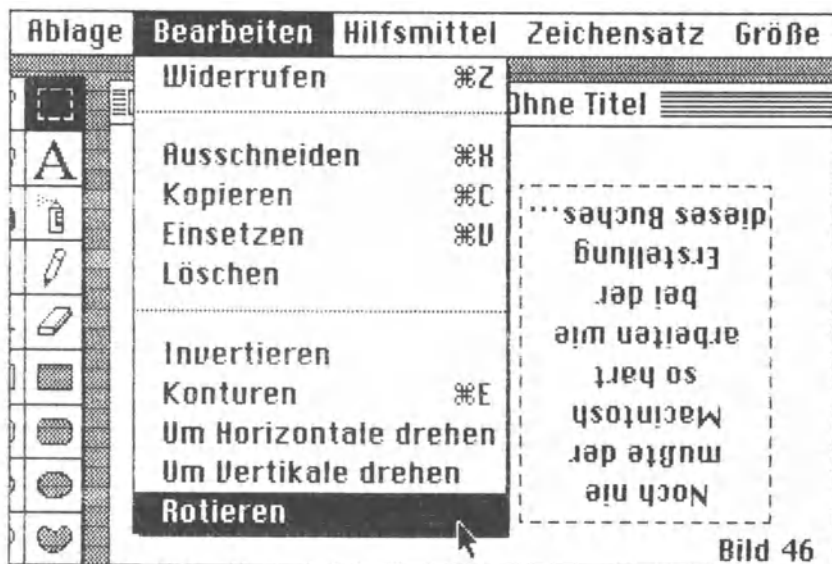 Ablage Bearbeiten Hilfsmittel Zeichensatz Größe
Widerrufen ⌘Z
Ausschneiden ⌘X
Kopieren ⌘C
Einsetzen ⌘V
Löschen
Invertieren
Konturen ⌘E
Um Horizontale drehen
Um Vertikale drehen
Rotieren
A
Ohne Titel
Noch nie
mußte der
Macintosh
so hart
arbeiten wie
bei der
Erstellung
dieses Buches...
Bild 46